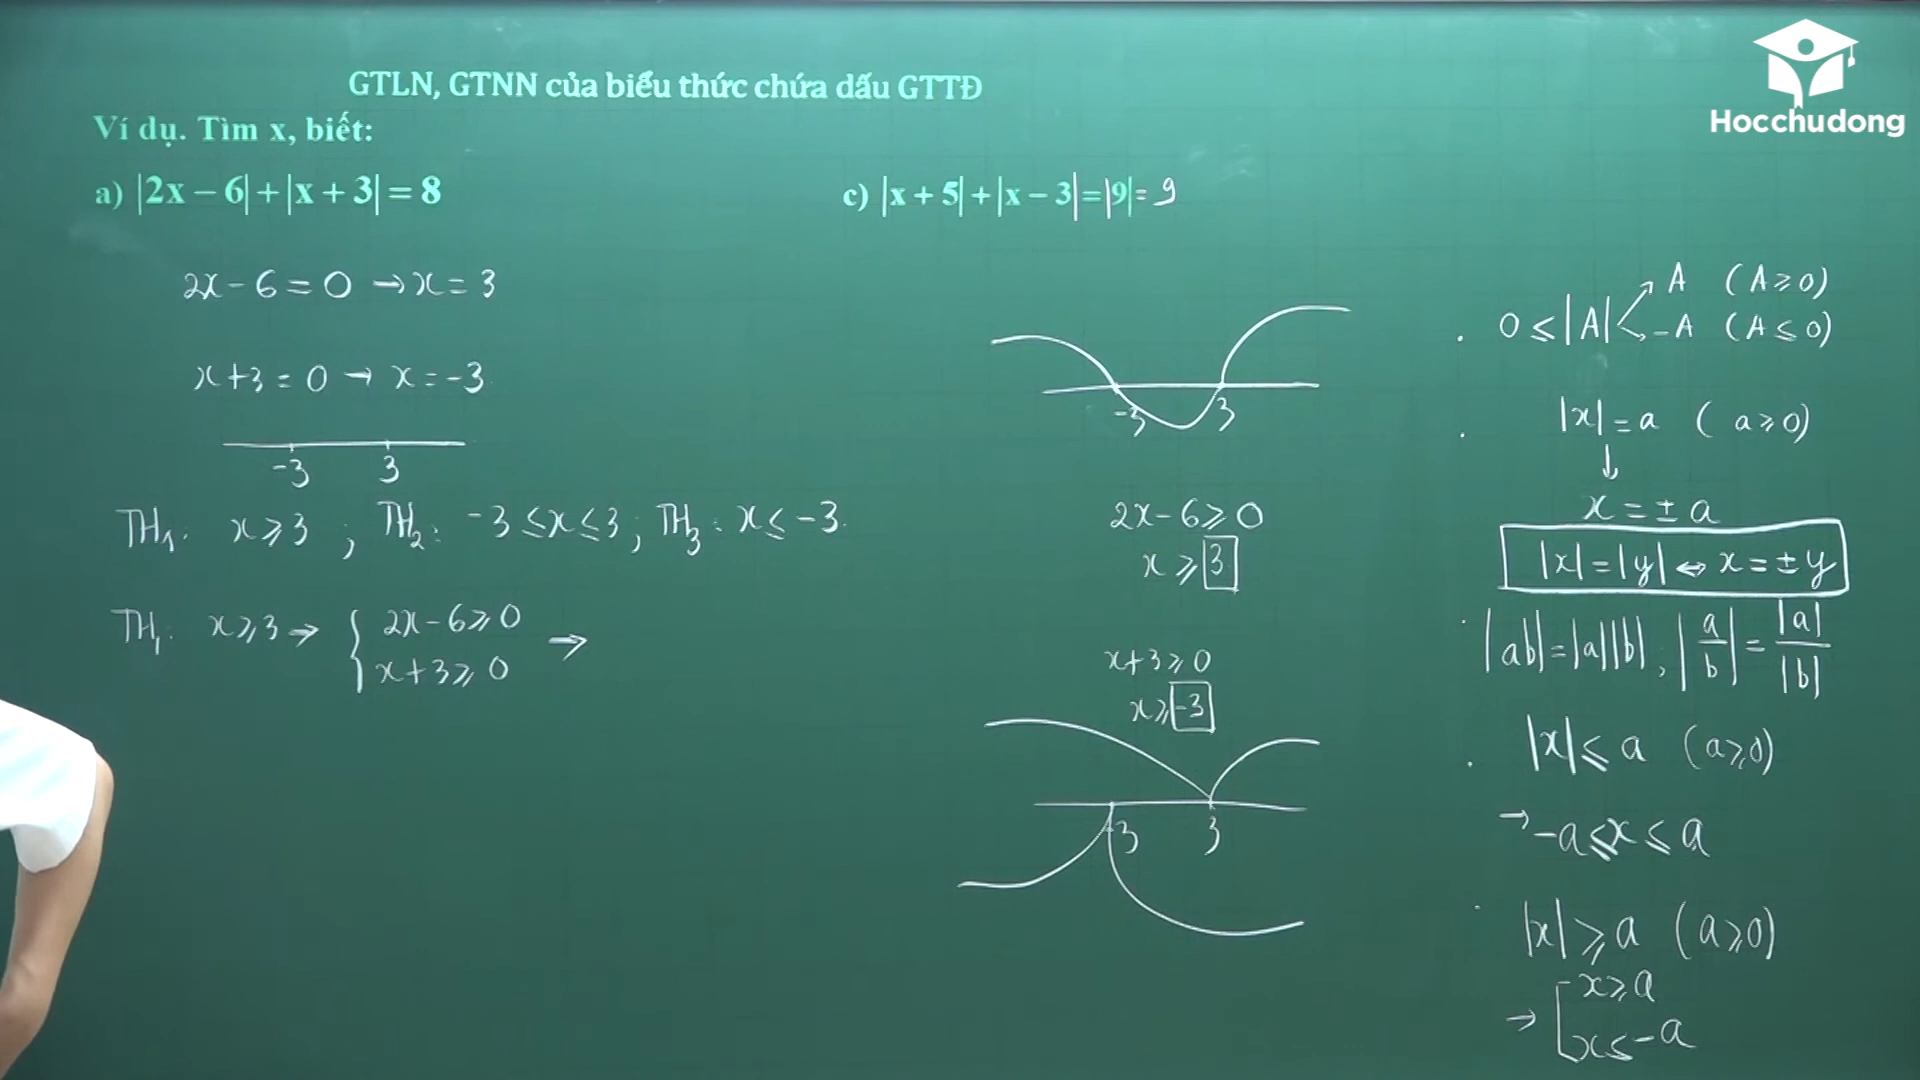 Hocchudong
GTLN, GTNN của biểu thức chứa dấu GTTĐ
Ví dụ. Tìm x, biết:
a) |2x − 6| + |x + 3| = 8
2x − 6 = 0 → x = 3
x + 3 = 0 → x = −3
−3 3
TH₁: x ⩾ 3 ; TH₂: −3 ≤ x ≤ 3 ; TH₃: x ≤ −3.
TH₁: x ⩾ 3 → { 2x − 6 ⩾ 0
x + 3 ⩾ 0 →
c) |x + 5| + |x − 3| = |9| = 9
−3 3
2x − 6 ⩾ 0
x ⩾ 3
x + 3 ⩾ 0
x ⩾ −3
−3 3
. 0 ≤ |A| A (A ⩾ 0)
−A (A ≤ 0)
. |x| = a (a ⩾ 0)
↓
x = ± a
|x| = |y| ↔ x = ± y
. |ab| = |a||b| ; |a/b| = |a|/|b|
. |x| ≤ a (a ⩾ 0)
→ −a ≤ x ≤ a
. |x| ⩾ a (a ⩾ 0)
→ [ x ⩾ a
x ≤ −a